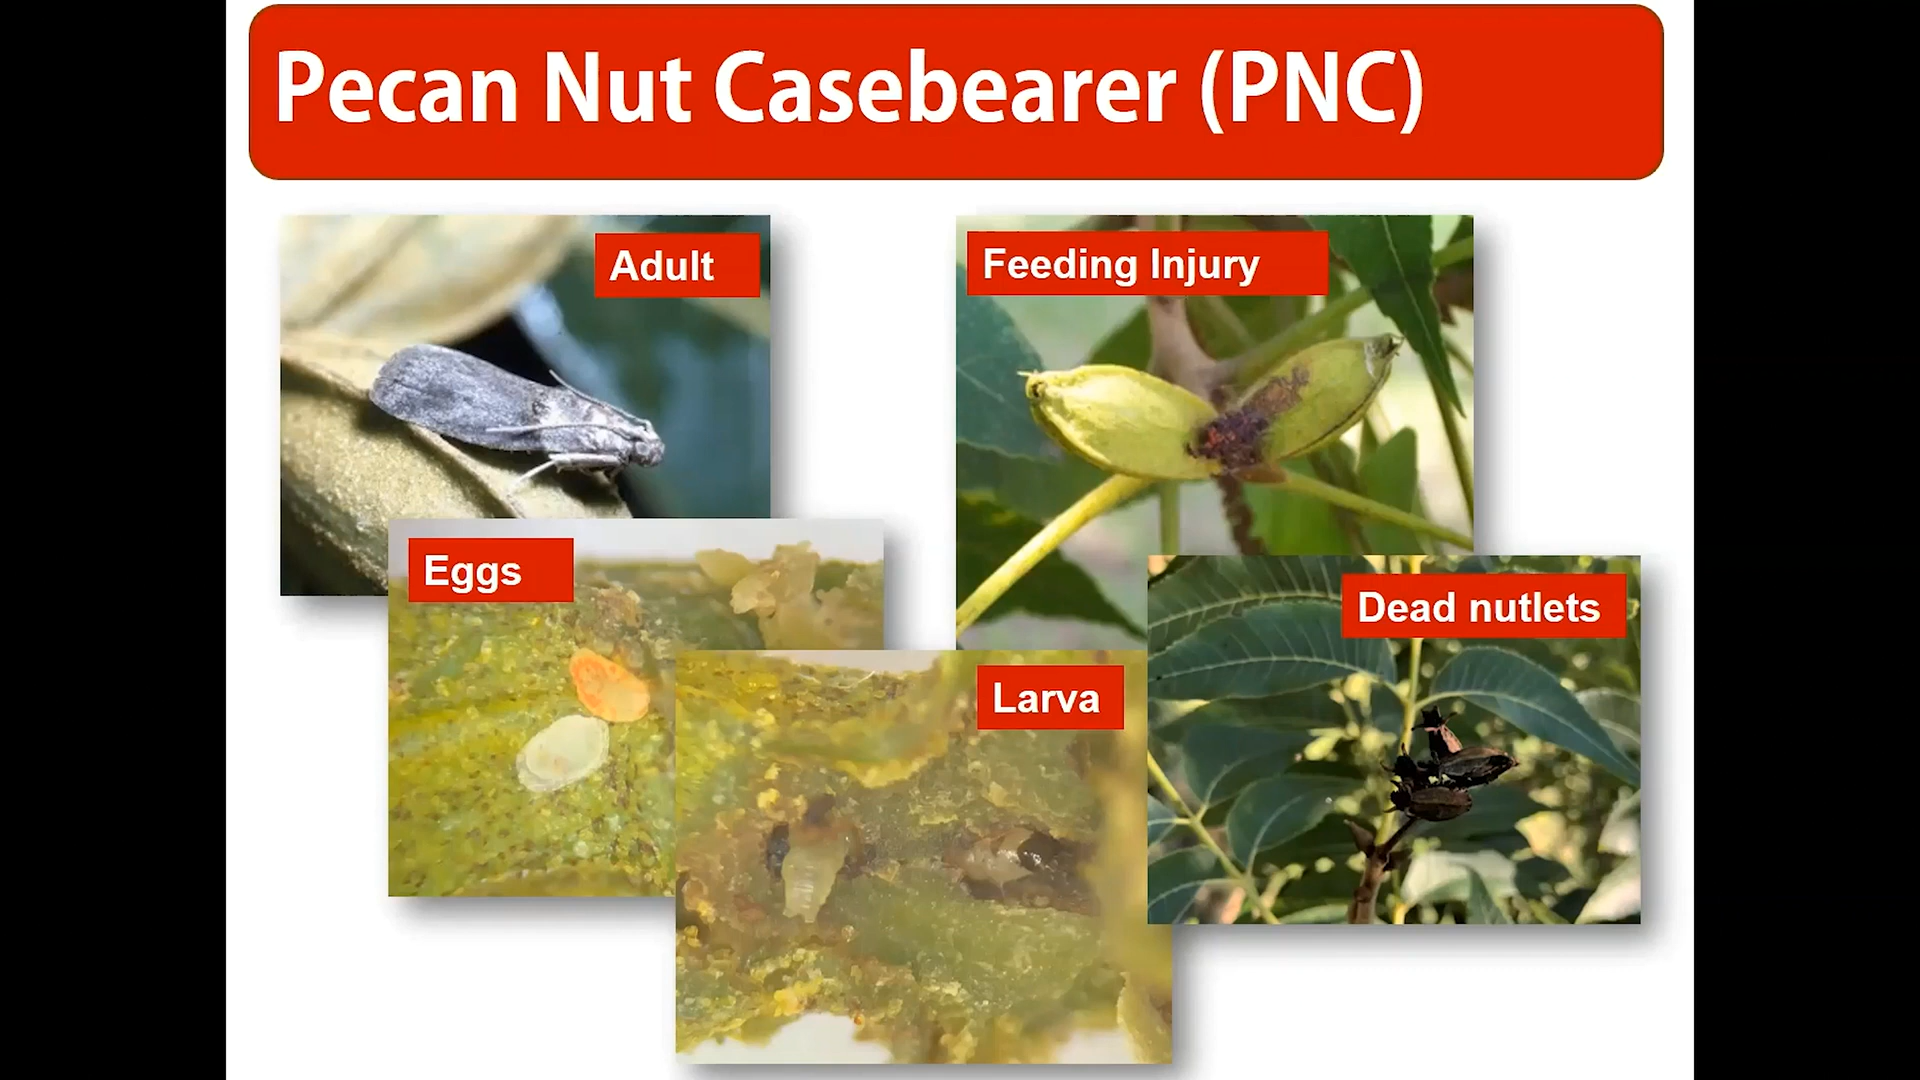 Pecan Nut Casebearer (PNC)
Adult
Feeding Injury
Eggs
Dead nutlets
Larva